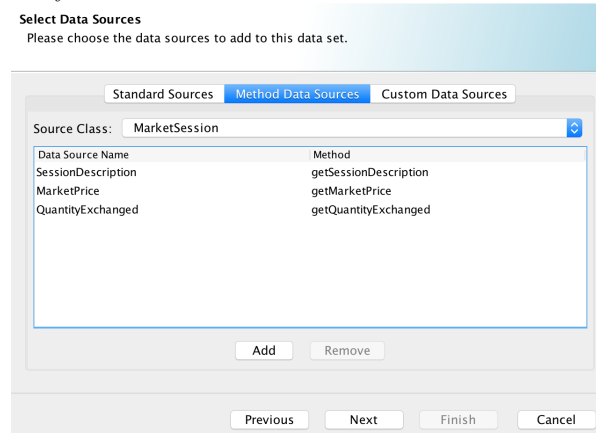 Select Data Sources
Please choose the data sources to add to this data set.
Standard Sources Method Data Sources Custom Data Sources
Source Class: MarketSession
Data Source Name Method
SessionDescription getSessionDescription
MarketPrice getMarketPrice
QuantityExchanged getQuantityExchanged
Add Remove
Previous Next Finish Cancel